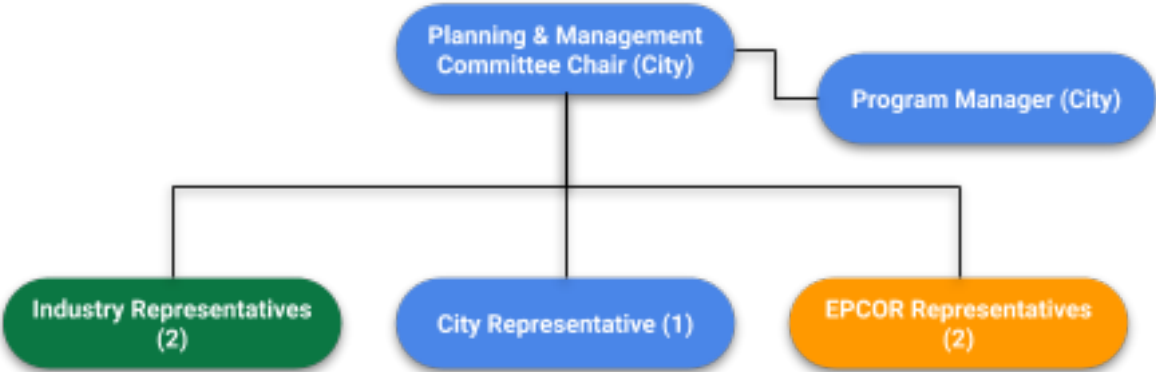 Planning & Management
Committee Chair (City)
Program Manager (City)
Industry Representatives
(2)
City Representative (1)
EPCOR Representatives
(2)